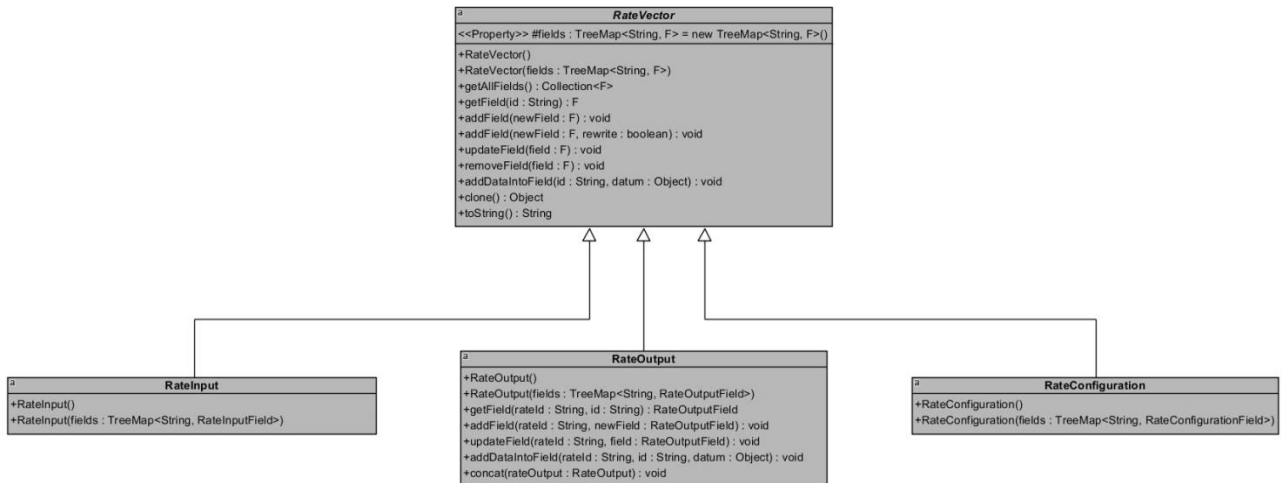 a
RateVector
<<Property>> #fields : TreeMap<String, F> = new TreeMap<String, F>()
+RateVector()
+RateVector(fields : TreeMap<String, F>)
+getAllFields() : Collection<F>
+getField(id : String) : F
+addField(newField : F) : void
+addField(newField : F, rewrite : boolean) : void
+updateField(field : F) : void
+removeField(field : F) : void
+addDataIntoField(id : String, datum : Object) : void
+clone() : Object
+toString() : String
a
RateInput
+RateInput()
+RateInput(fields : TreeMap<String, RateInputField>)
a
RateOutput
+RateOutput()
+RateOutput(fields : TreeMap<String, RateOutputField>)
+getField(rateId : String, id : String) : RateOutputField
+addField(rateId : String, newField : RateOutputField) : void
+updateField(rateId : String, field : RateOutputField) : void
+addDataIntoField(rateId : String, id : String, datum : Object) : void
+concat(rateOutput : RateOutput) : void
a
RateConfiguration
+RateConfiguration()
+RateConfiguration(fields : TreeMap<String, RateConfigurationField>)